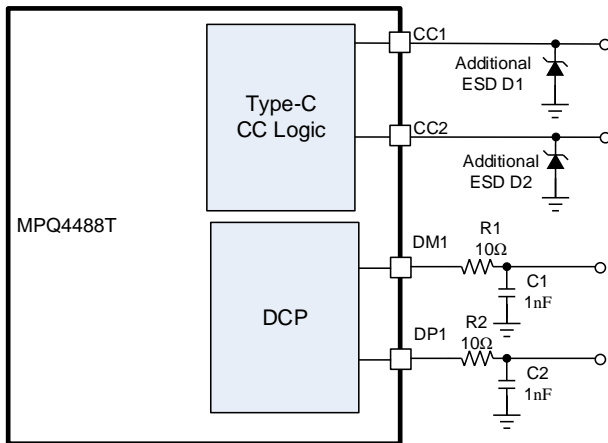 CC1
Additional
ESD D1
Type-C
CC Logic
CC2
Additional
ESD D2
MPQ4488T
DM1
R1
10Ω
C1
1nF
DCP
DP1
R2
10Ω
C2
1nF